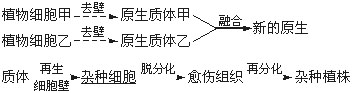 植物细胞甲 去壁 原生质体甲
植物细胞乙 去壁 原生质体乙 融合 新的原生
质体 再生细胞壁 杂种细胞 脱分化 愈伤组织 再分化 杂种植株